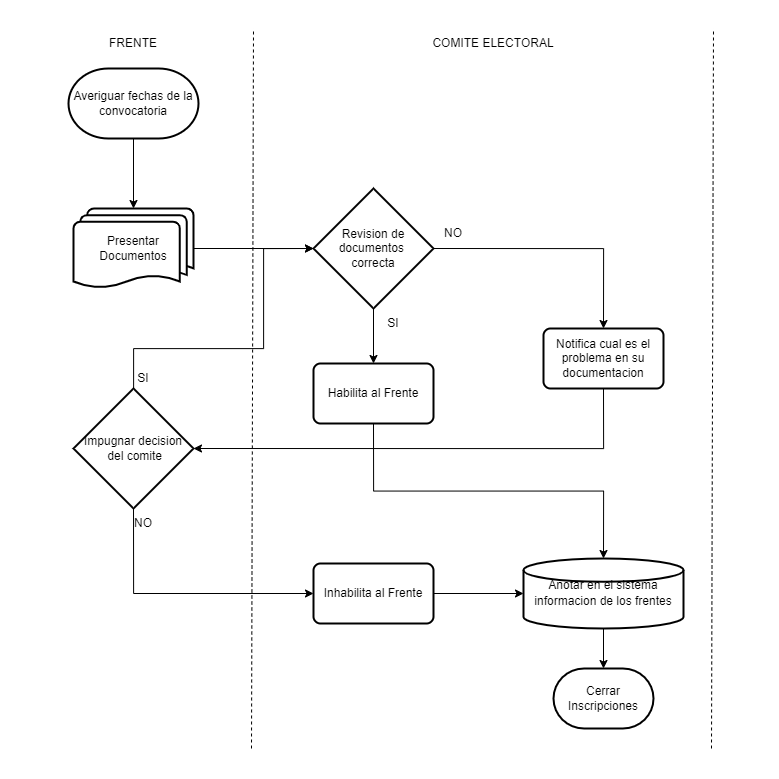 FRENTE
COMITE ELECTORAL
Averiguar fechas de la
convocatoria
Presentar
Documentos
Revision de
documentos
correcta
NO
SI
Notifica cual es el
problema en su
documentacion
Habilita al Frente
SI
Impugnar decision
del comite
NO
Inhabilita al Frente
Anotar en el sistema
informacion de los frentes
Cerrar
Inscripciones